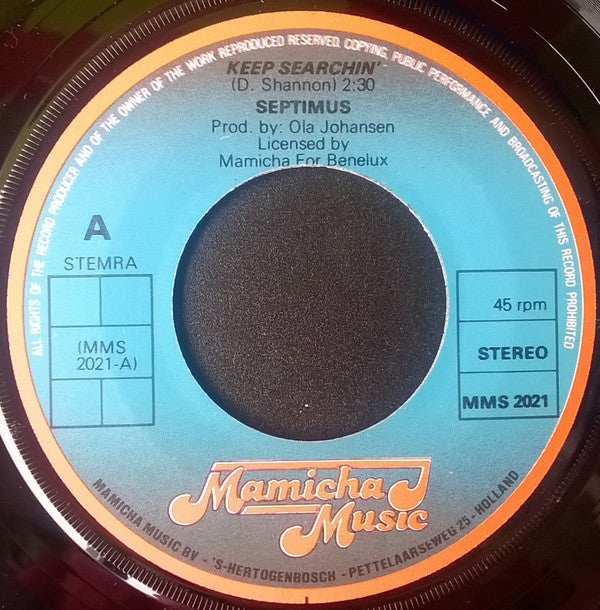 ALL RIGHTS OF THE RECORD PRODUCER AND OF THE OWNER OF THE WORK REPRODUCED RESERVED. COPYING, PUBLIC PERFORMANCE AND BROADCASTING OF THIS RECORD PROHIBITED
KEEP SEARCHIN'
(D. Shannon) 2:30
SEPTIMUS
Prod. by: Ola Johansen
Licensed by
Mamicha For Benelux
A
STEMRA
(MMS
2021-A)
45 rpm
STEREO
MMS 2021
Mamicha
Music
MAMICHA MUSIC BV - 'S-HERTOGENBOSCH - PETTELAARSEWEG 25 - HOLLAND